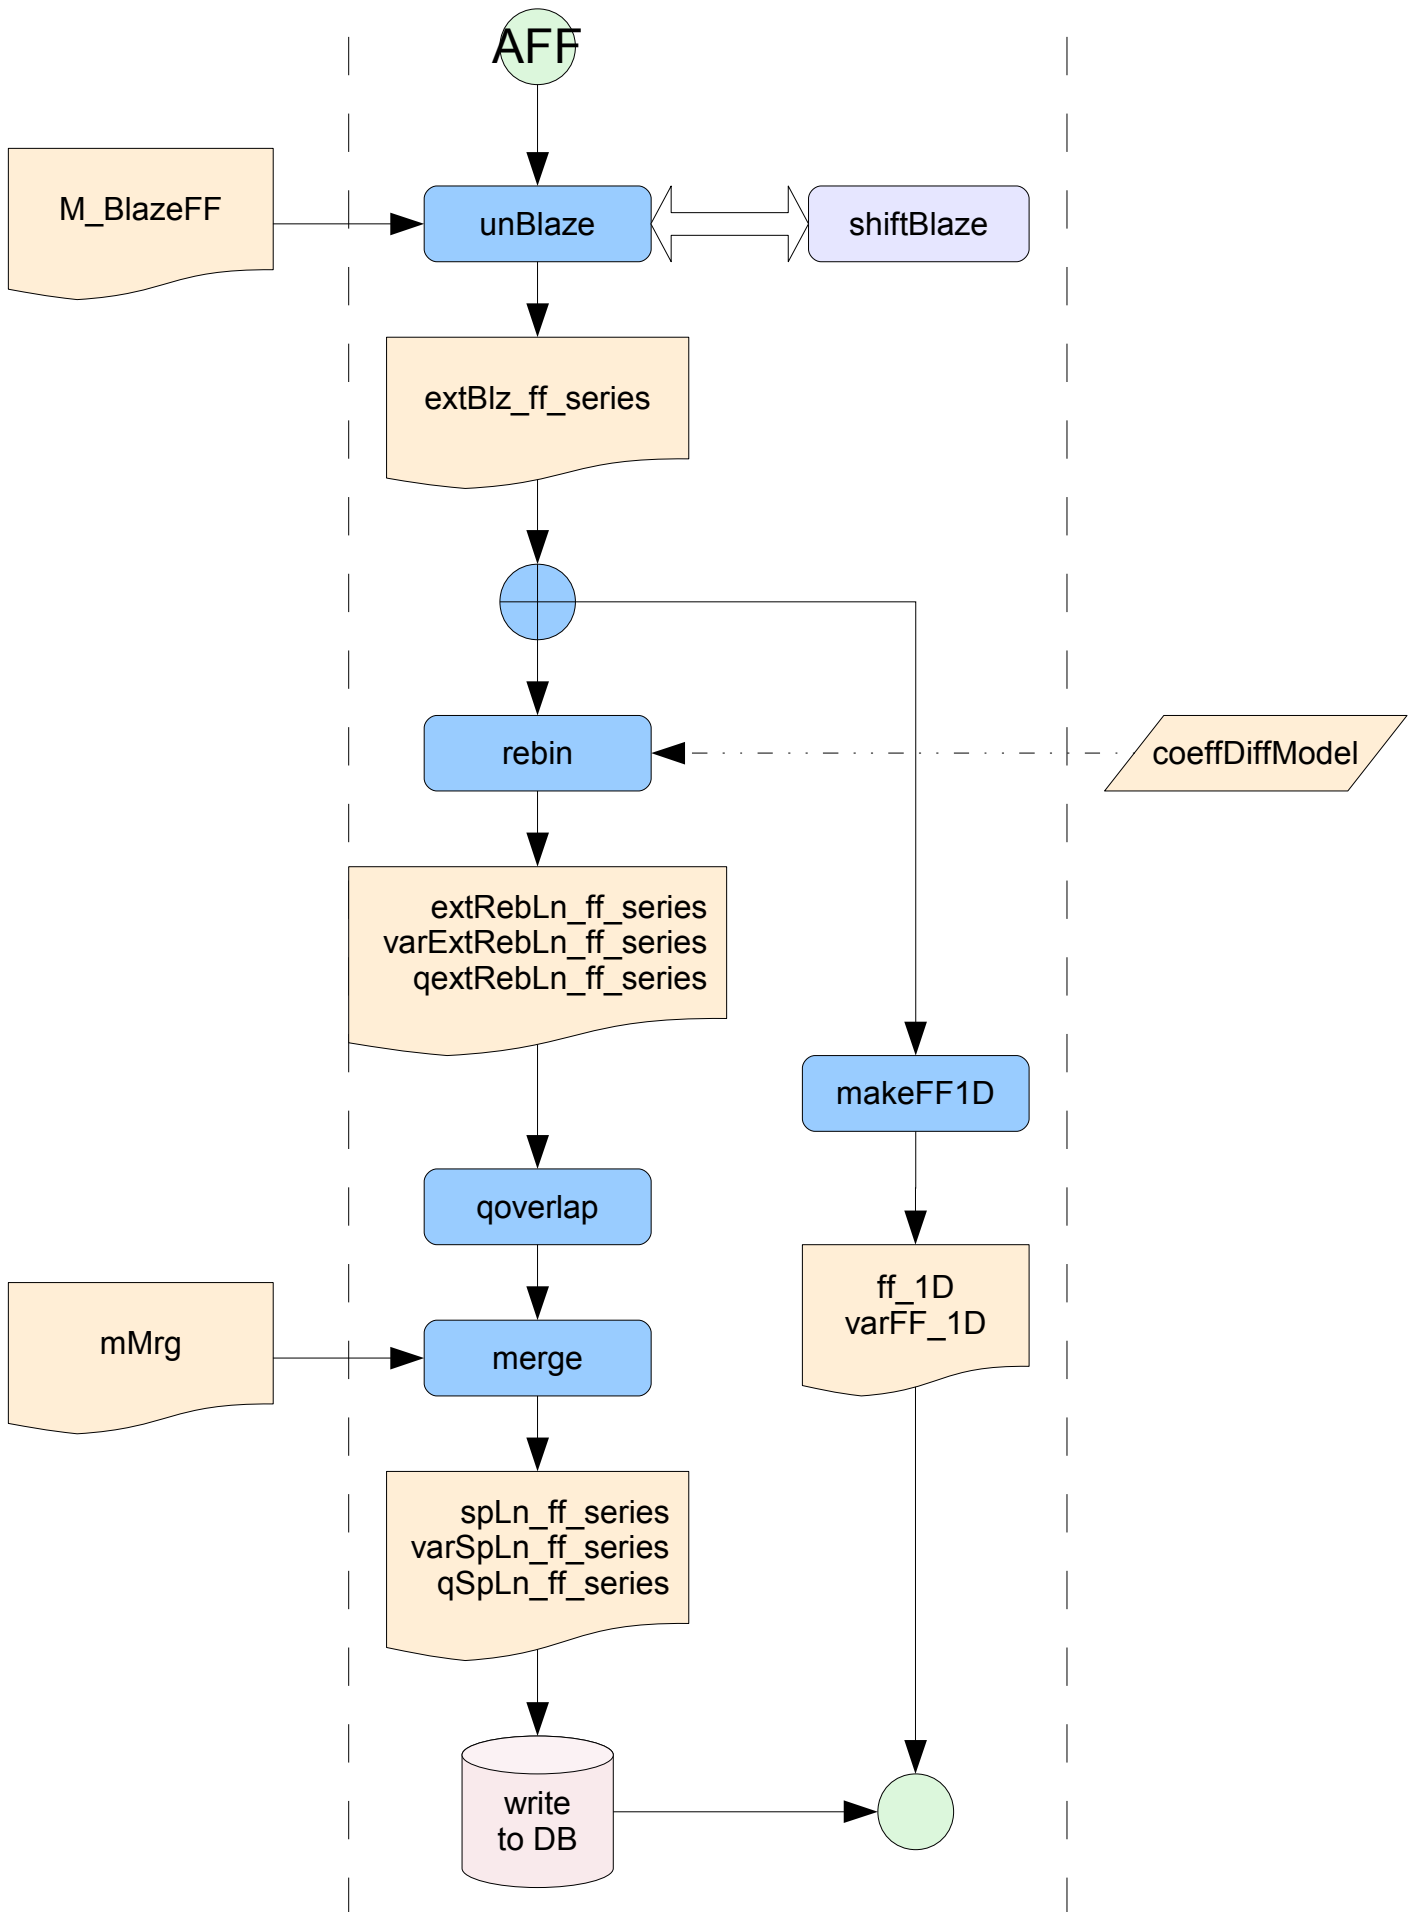 AFF
M_BlazeFF
unBlaze
shiftBlaze
extBlz_ff_series
rebin
coeffDiffModel
extRebLn_ff_series
varExtRebLn_ff_series
qextRebLn_ff_series
makeFF1D
qoverlap
ff_1D
varFF_1D
mMrg
merge
spLn_ff_series
varSpLn_ff_series
qSpLn_ff_series
write
to DB